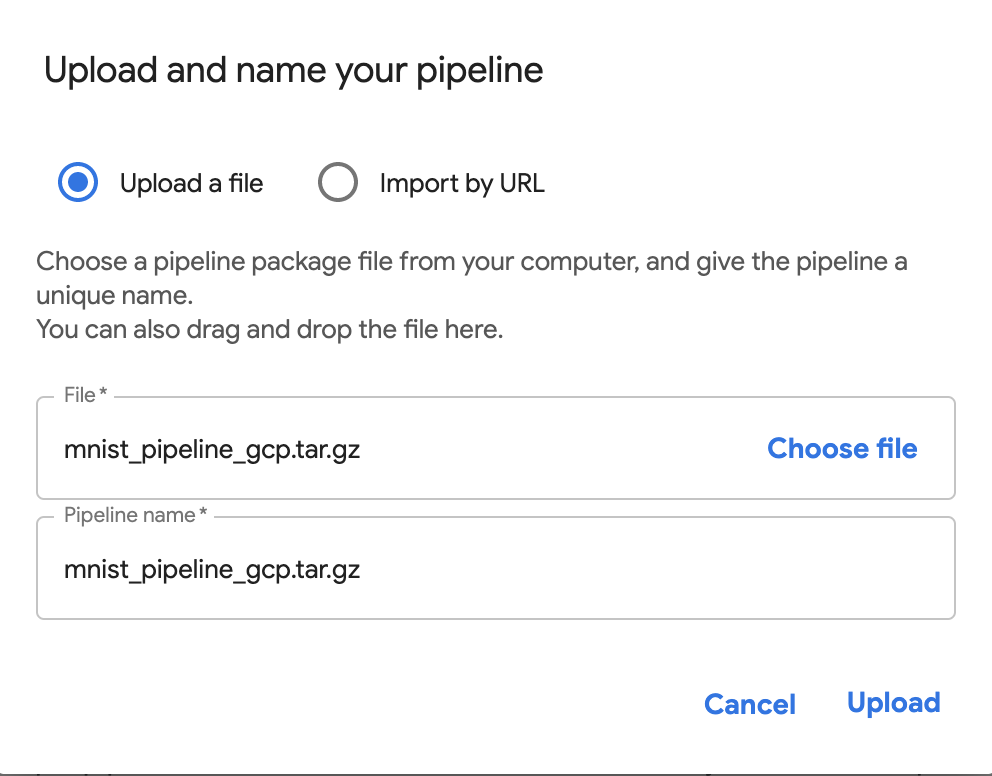 Upload and name your pipeline
Upload a file
Import by URL
Choose a pipeline package file from your computer, and give the pipeline a
unique name.
You can also drag and drop the file here.
File *
mnist_pipeline_gcp.tar.gz
Choose file
Pipeline name *
mnist_pipeline_gcp.tar.gz
Cancel
Upload